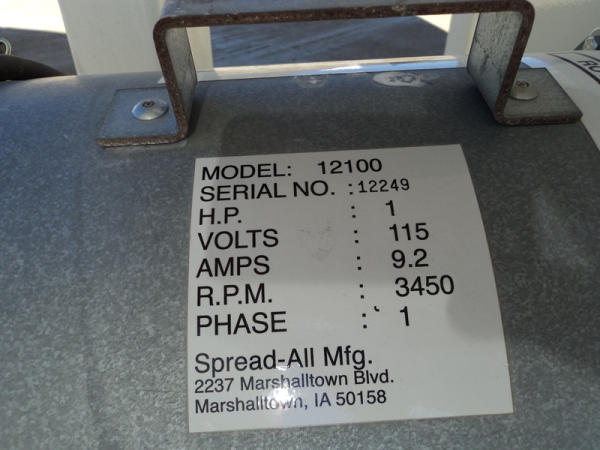 MODEL: 12100
SERIAL NO. :12249
H.P. : 1
VOLTS : 115
AMPS : 9.2
R.P.M. : 3450
PHASE : 1
Spread-All Mfg.
2237 Marshalltown Blvd.
Marshalltown, IA 50158